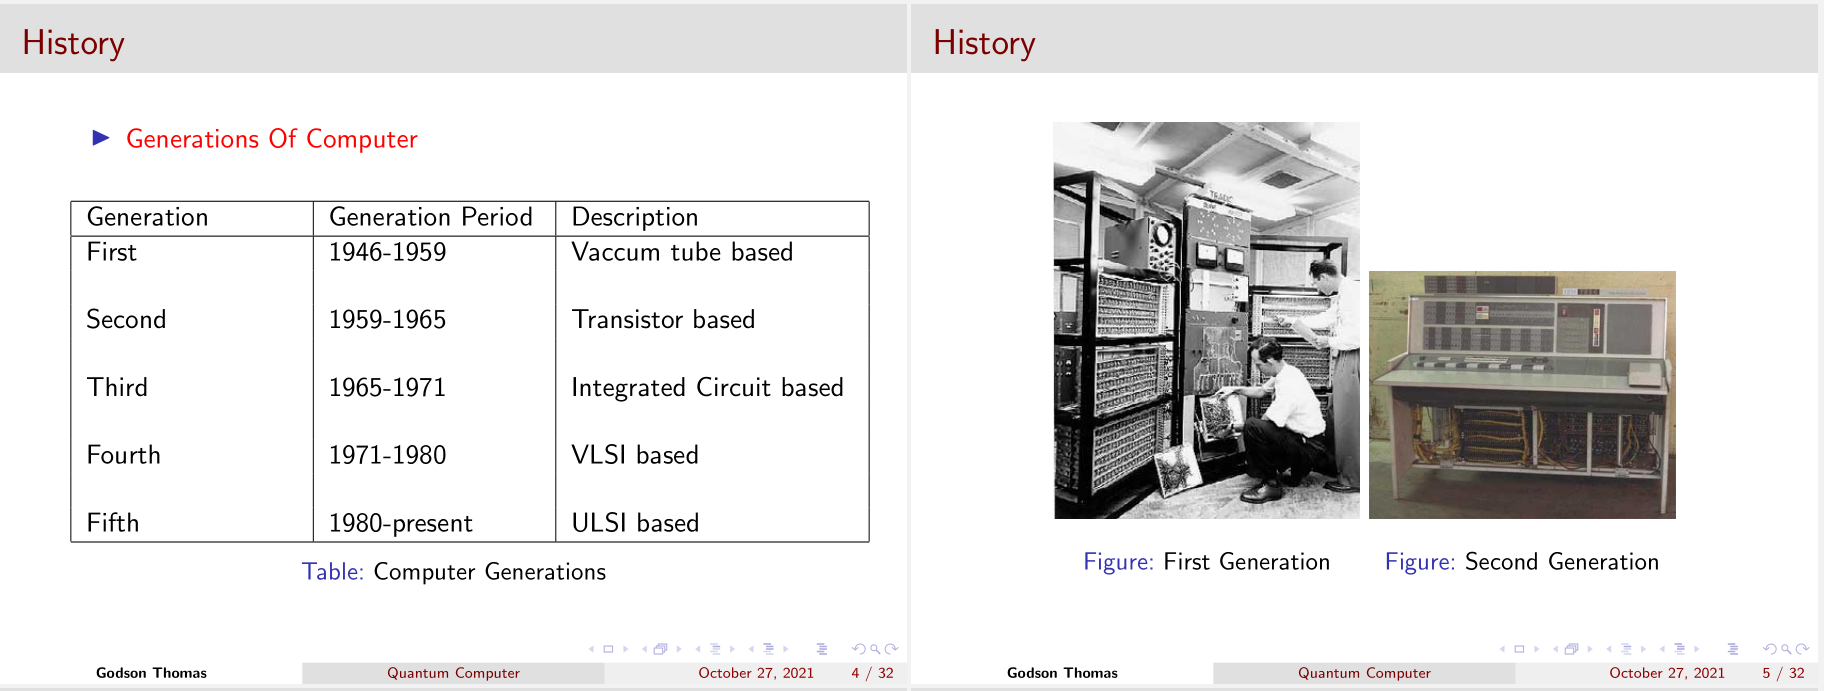 History
Generations Of Computer
Generation Generation Period Description
First 1946-1959 Vaccum tube based
Second 1959-1965 Transistor based
Third 1965-1971 Integrated Circuit based
Fourth 1971-1980 VLSI based
Fifth 1980-present ULSI based
Table: Computer Generations
Godson Thomas Quantum Computer October 27, 2021 4 / 32
History
TRADIC
Figure: First Generation Figure: Second Generation
Godson Thomas Quantum Computer October 27, 2021 5 / 32